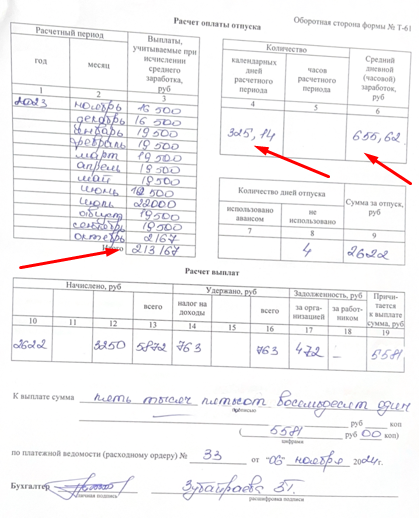 Оборотная сторона формы № Т-61
Расчет оплаты отпуска
Расчетный период
Выплаты, учитываемые при исчислении среднего заработка, руб
год месяц
1 2 3
2023 ноябрь 16 500
декабрь 16 500
январь 19 500
февраль 19 500
март 19 500
апрель 19 500
май 19 500
июнь 19 500
июль 22000
август 19 500
сентябрь 19 500
октябрь 2167
Итого 213 167
Количество
Средний дневной (часовой) заработок, руб
календарных дней расчетного периода
часов расчетного периода
4 5 6
325,14 655,62
Количество дней отпуска
Сумма за отпуск, руб
использовано авансом
не использовано
7 8 9
4 2622
Расчет выплат
Начислено, руб Удержано, руб Задолженность, руб Причитается к выплате сумма, руб
всего налог на доходы всего за организацией за работником
10 11 12 13 14 15 16 17 18 19
2622 3250 5872 763 763 472 – 5581
К выплате сумма пять тысяч пятьсот восемьдесят один
прописью
руб коп
( 5581 руб 00 коп)
цифрами
по платежной ведомости (расходному ордеру) № 33 от 06 ноября 2024г.
Бухгалтер
личная подпись расшифровка подписи